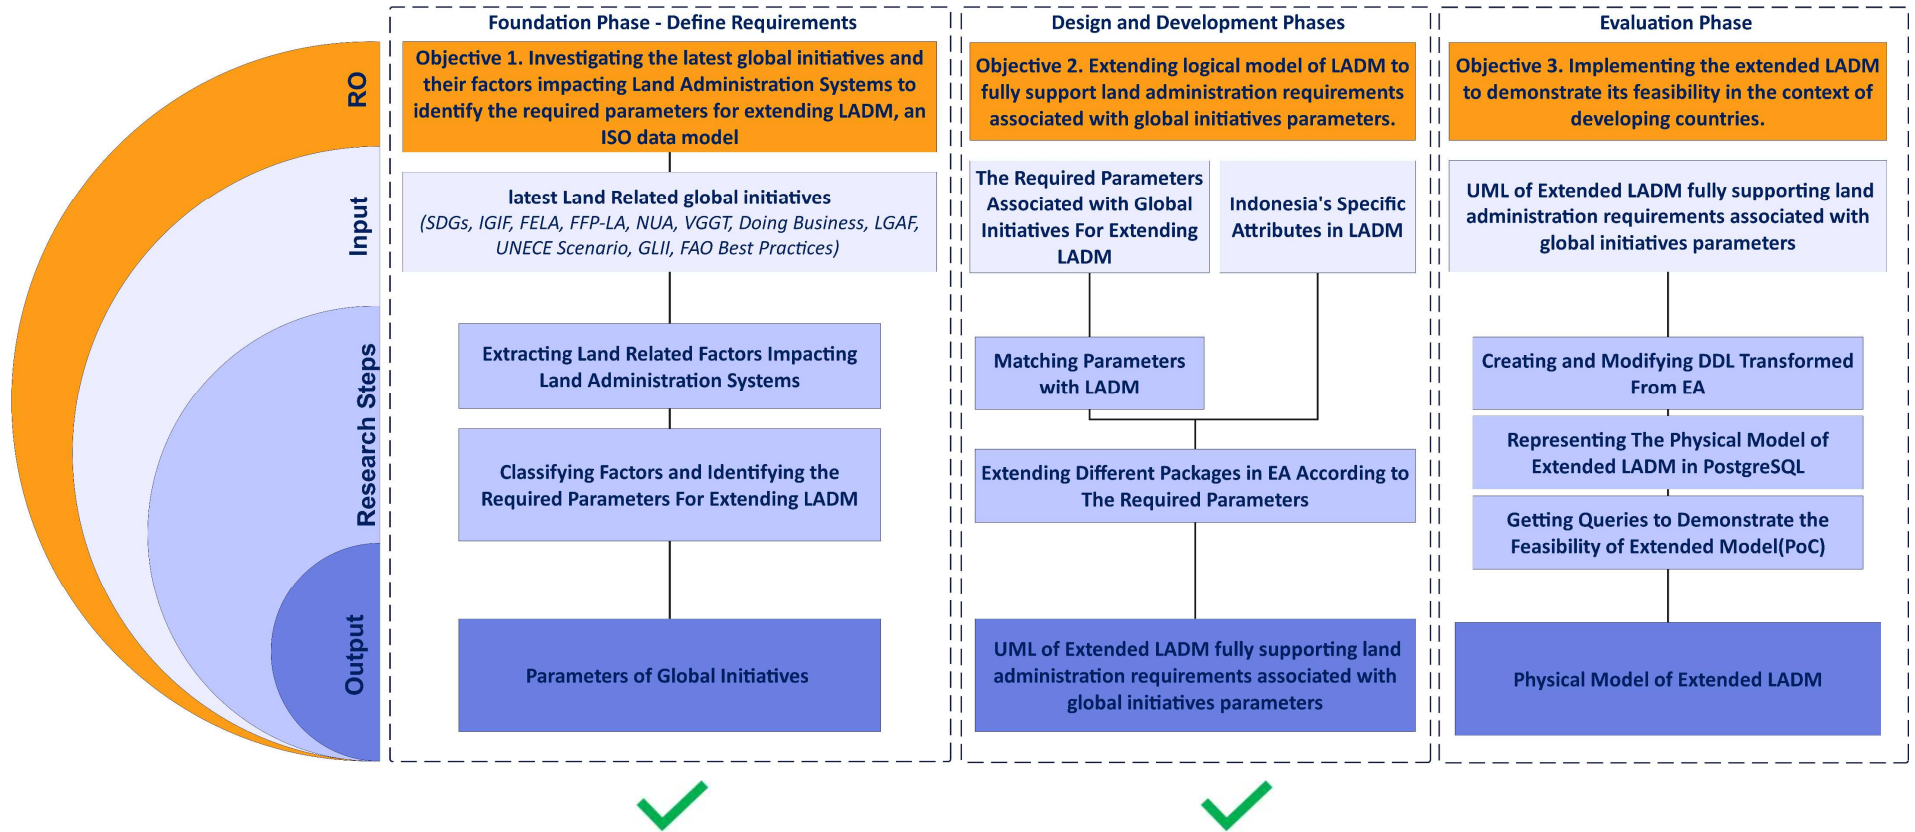 RO
Input
Research Steps
Output
Foundation Phase - Define Requirements
Objective 1. Investigating the latest global initiatives and
their factors impacting Land Administration Systems to
identify the required parameters for extending LADM, an
ISO data model
latest Land Related global initiatives
(SDGs, IGIF, FELA, FFP-LA, NUA, VGGT, Doing Business, LGAF,
UNECE Scenario, GLII, FAO Best Practices)
Extracting Land Related Factors Impacting
Land Administration Systems
Classifying Factors and Identifying the
Required Parameters For Extending LADM
Parameters of Global Initiatives
Design and Development Phases
Objective 2. Extending logical model of LADM to
fully support land administration requirements
associated with global initiatives parameters.
The Required Parameters
Associated with Global
Initiatives For Extending
LADM
Indonesia's Specific
Attributes in LADM
Matching Parameters
with LADM
Extending Different Packages in EA According to
The Required Parameters
UML of Extended LADM fully supporting land
administration requirements associated with
global initiatives parameters
Evaluation Phase
Objective 3. Implementing the extended LADM
to demonstrate its feasibility in the context of
developing countries.
UML of Extended LADM fully supporting land
administration requirements associated with
global initiatives parameters
Creating and Modifying DDL Transformed
From EA
Representing The Physical Model of
Extended LADM in PostgreSQL
Getting Queries to Demonstrate the
Feasibility of Extended Model(PoC)
Physical Model of Extended LADM